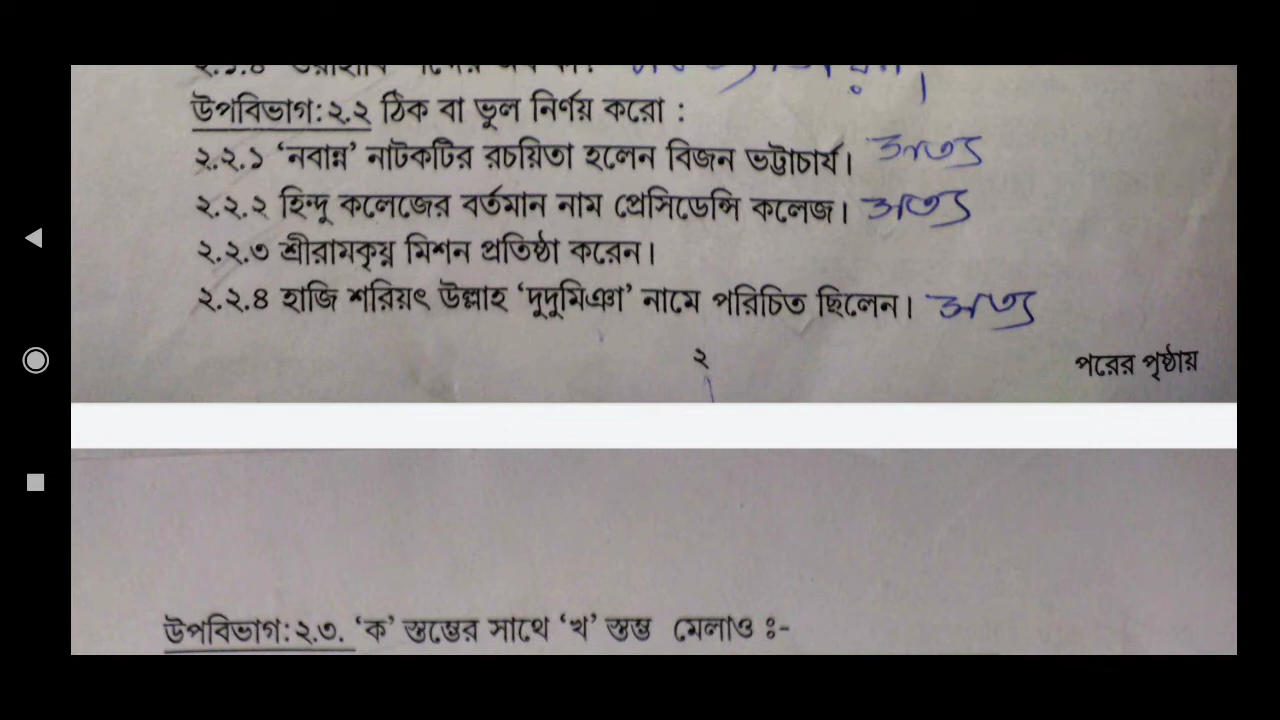 উপবিভাগ:২.২ ঠিক বা ভুল নির্ণয় করো :
২.২.১ ‘নবান্ন’ নাটকটির রচয়িতা হলেন বিজন ভট্টাচার্য। সত্য
২.২.২ হিন্দু কলেজের বর্তমান নাম প্রেসিডেন্সি কলেজ। সত্য
২.২.৩ শ্রীরামকৃষ্ণ মিশন প্রতিষ্ঠা করেন।
২.২.৪ হাজি শরিয়ৎ উল্লাহ ‘দুদুমিঞা’ নামে পরিচিত ছিলেন। সত্য
২
পরের পৃষ্ঠায়
উপবিভাগ:২.৩. ‘ক’ স্তম্ভের সাথে ‘খ’ স্তম্ভ মেলাও ঃ-